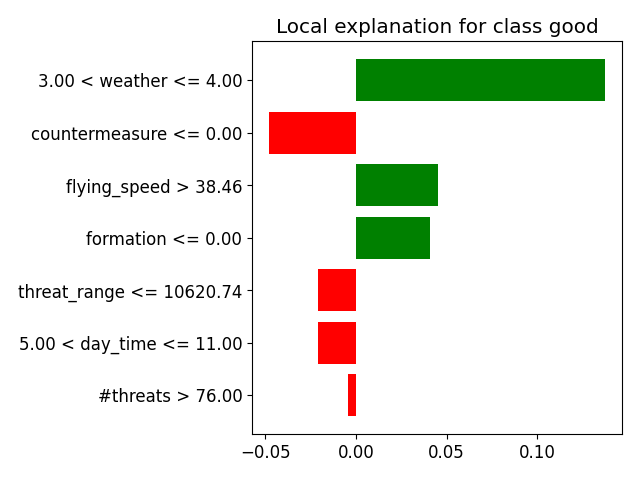 Local explanation for class good
3.00 < weather <= 4.00
countermeasure <= 0.00
flying_speed > 38.46
formation <= 0.00
threat_range <= 10620.74
5.00 < day_time <= 11.00
#threats > 76.00
−0.05 0.00 0.05 0.10